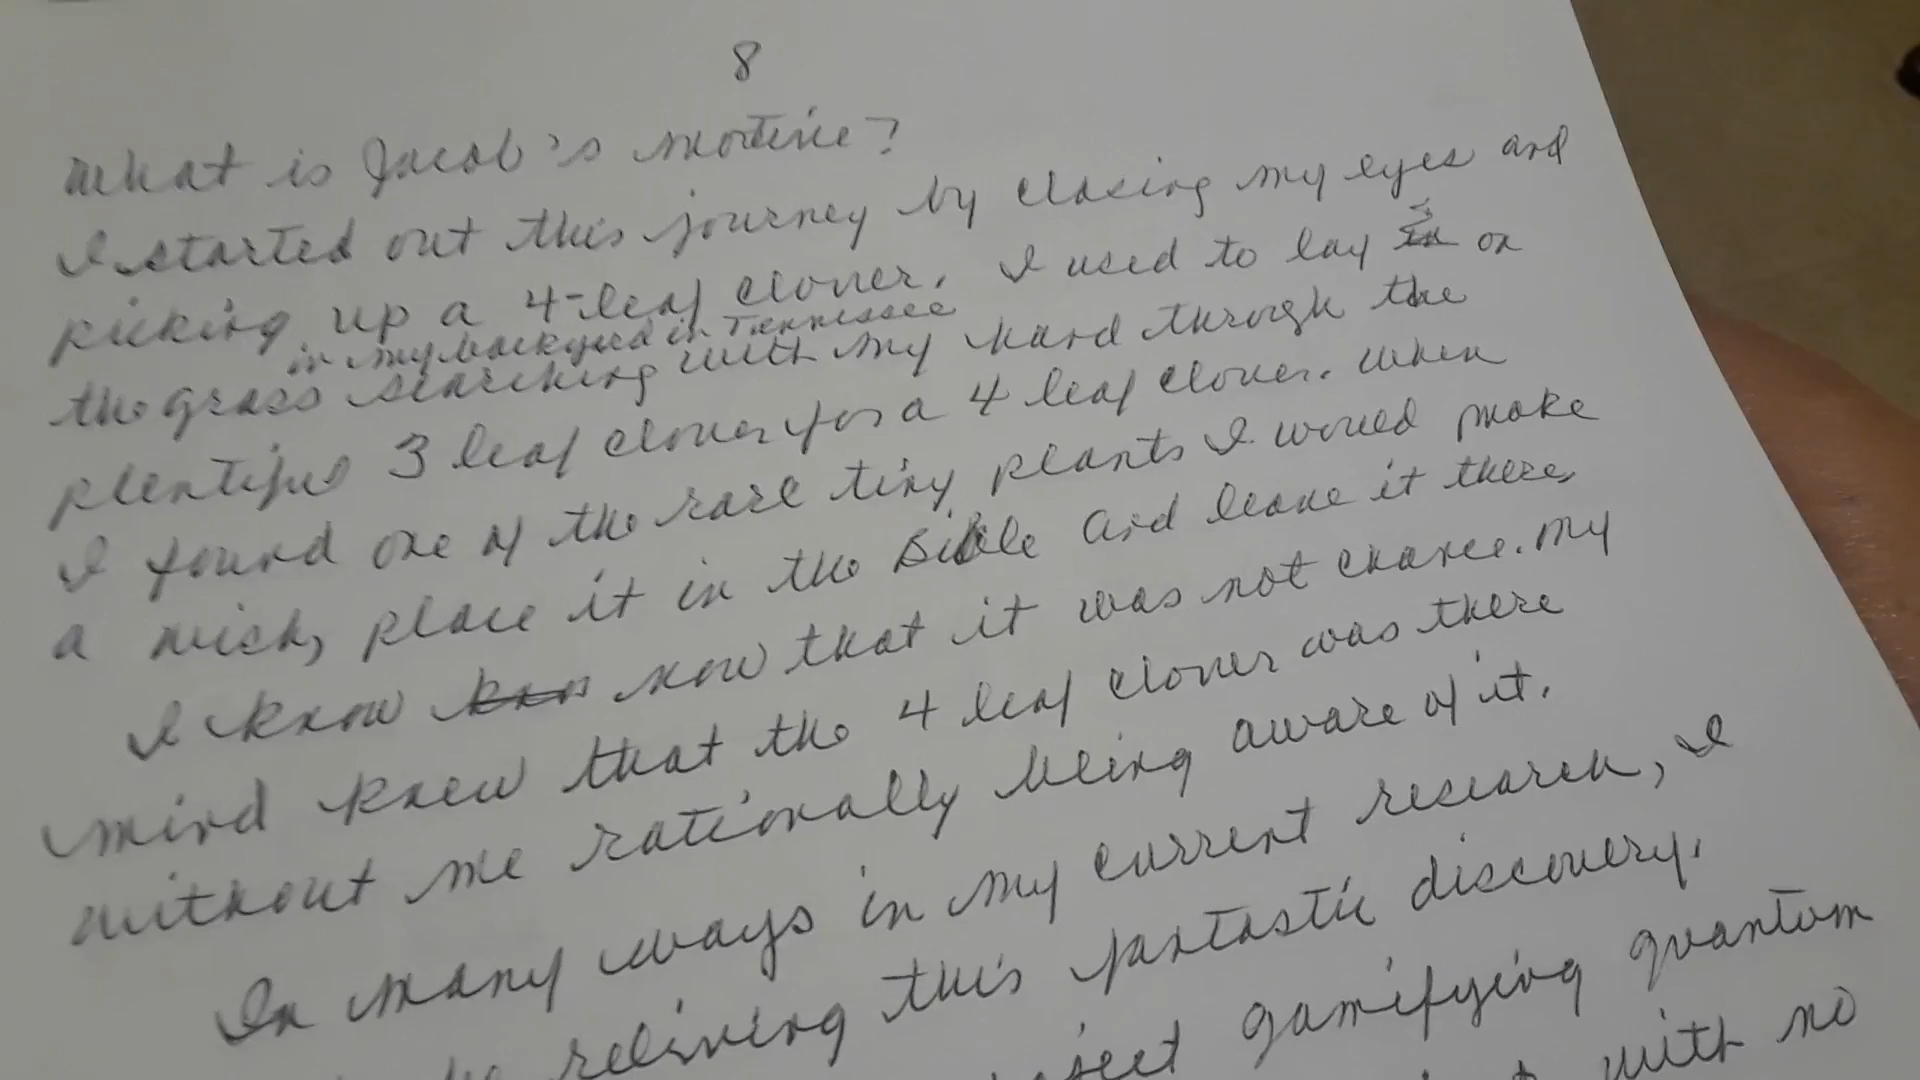 8
What is Jacob's motive?
I started out this journey by closing my eyes and
picking up a 4-leaf clover. I used to lay in on
in my backyard in Tennessee
the grass searching with my hand through the
plentiful 3 leaf clover for a 4 leaf clover. When
I found one of the rare tiny plants I would make
a wish, place it in the Bible and leave it there,
I know now that it was not chance. My
mind knew that the 4 leaf clover was there
without me rationally being aware of it.
In many ways in my current research, I
reliving this fantastic discovery.
gamifying quantum
with no